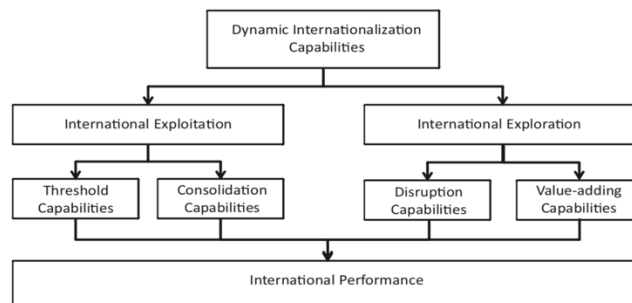 Dynamic Internationalization
Capabilities
International Exploitation
International Exploration
Threshold
Capabilities
Consolidation
Capabilities
Disruption
Capabilities
Value-adding
Capabilities
International Performance